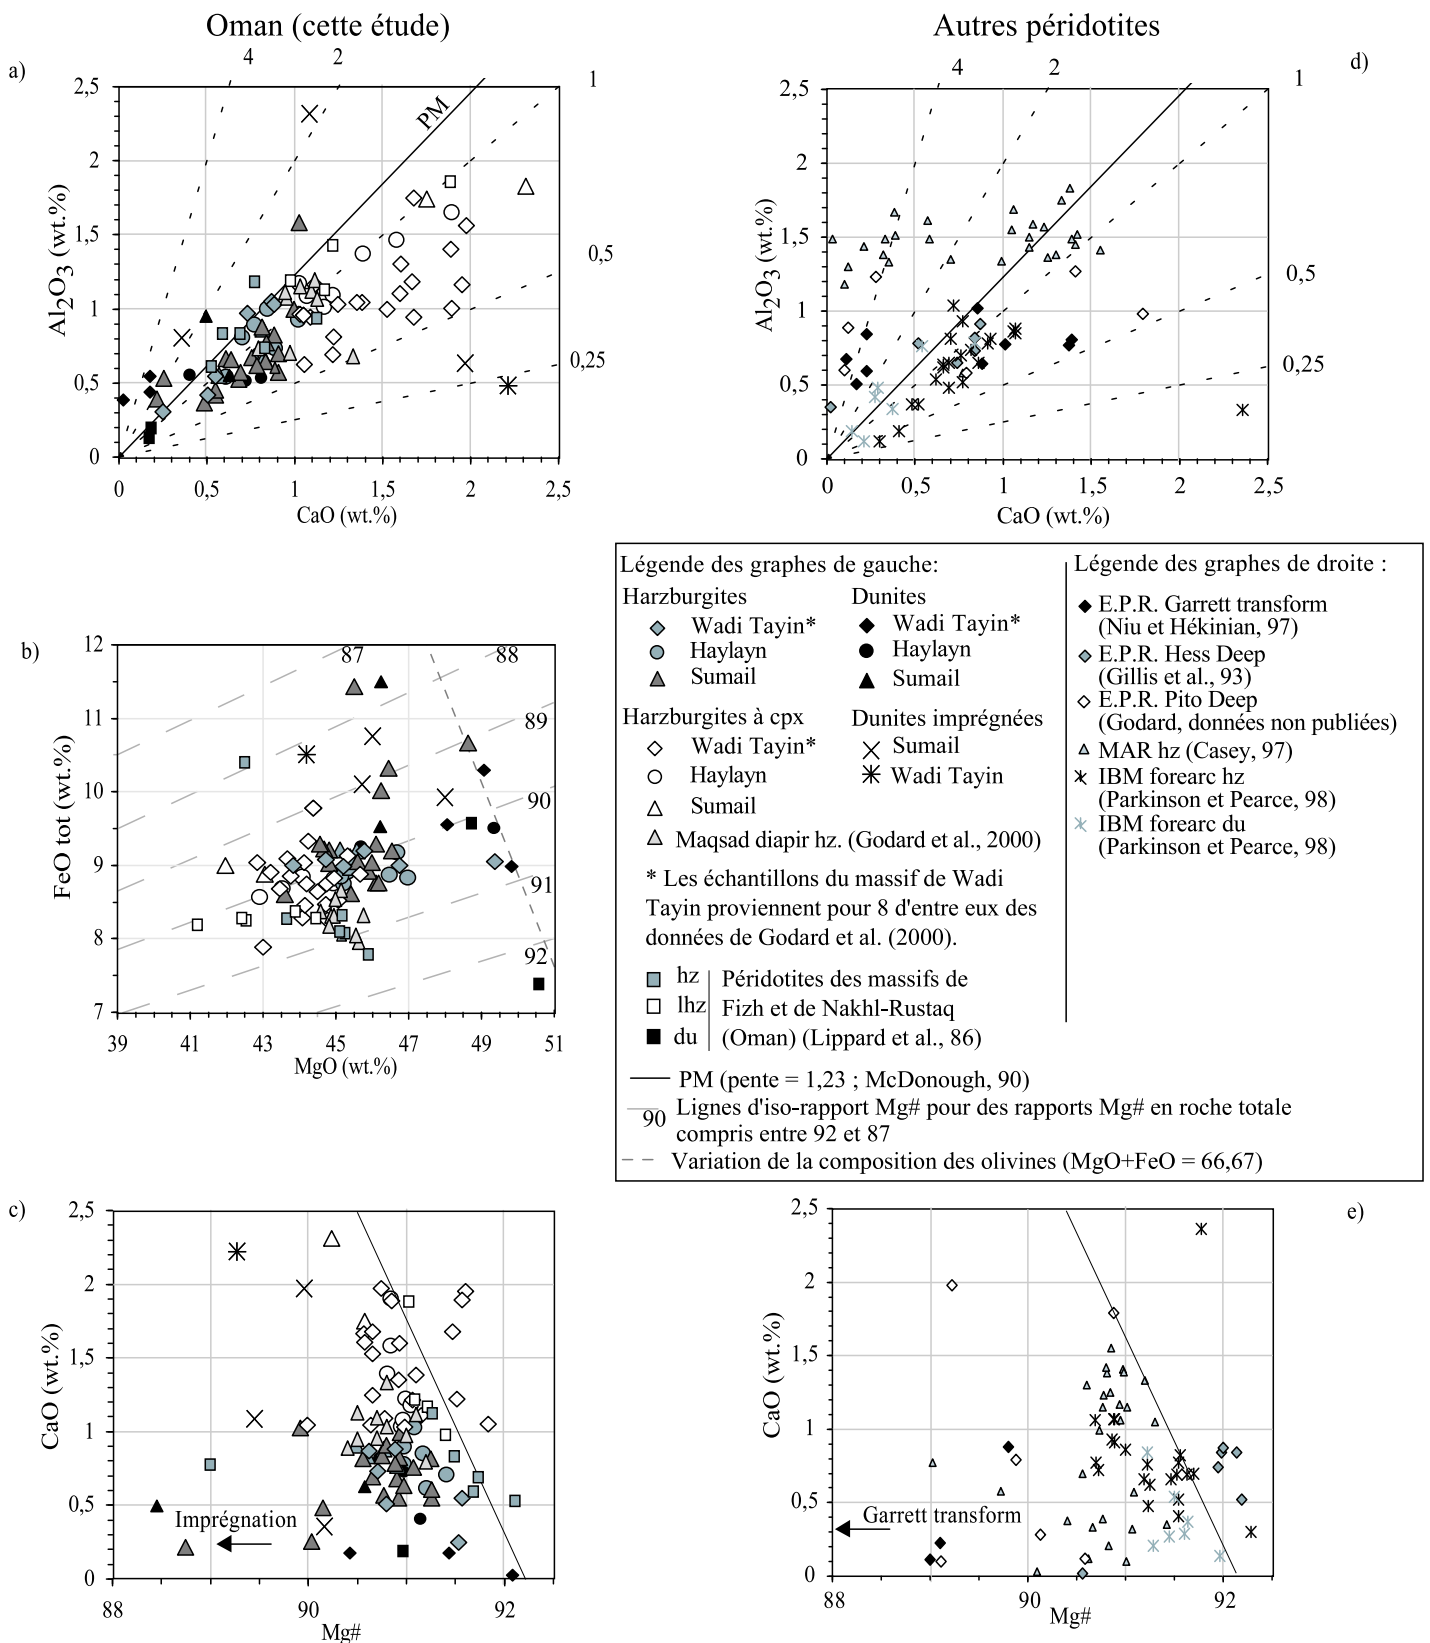 Oman (cette étude)
Autres péridotites
a)
4
2
1
PM
0,5
0,25
2,5
2
1,5
1
0,5
0
Al2O3 (wt.%)
0
0,5
1
1,5
2
2,5
CaO (wt.%)
d)
4
2
1
0,5
0,25
2,5
2
1,5
1
0,5
0
Al2O3 (wt.%)
0
0,5
1
1,5
2
2,5
CaO (wt.%)
b)
12
11
10
9
8
7
FeO tot (wt.%)
87
88
89
90
91
92
39
41
43
45
47
49
51
MgO (wt.%)
Légende des graphes de gauche:
Harzburgites
Wadi Tayin*
Haylayn
Sumail
Dunites
Wadi Tayin*
Haylayn
Sumail
Harzburgites à cpx
Wadi Tayin*
Haylayn
Sumail
Dunites imprégnées
Sumail
Wadi Tayin
Maqsad diapir hz. (Godard et al., 2000)
* Les échantillons du massif de Wadi
Tayin proviennent pour 8 d'entre eux des
données de Godard et al. (2000).
hz
lhz
du
Péridotites des massifs de
Fizh et de Nakhl-Rustaq
(Oman) (Lippard et al., 86)
Légende des graphes de droite :
E.P.R. Garrett transform
(Niu et Hékinian, 97)
E.P.R. Hess Deep
(Gillis et al., 93)
E.P.R. Pito Deep
(Godard, données non publiées)
MAR hz (Casey, 97)
IBM forearc hz
(Parkinson et Pearce, 98)
IBM forearc du
(Parkinson et Pearce, 98)
PM (pente = 1,23 ; McDonough, 90)
90
Lignes d'iso-rapport Mg# pour des rapports Mg# en roche totale
compris entre 92 et 87
Variation de la composition des olivines (MgO+FeO = 66,67)
c)
2,5
2
1,5
1
0,5
0
CaO (wt.%)
Imprégnation
88
90
92
Mg#
e)
2,5
2
1,5
1
0,5
0
CaO (wt.%)
Garrett transform
88
90
92
Mg#